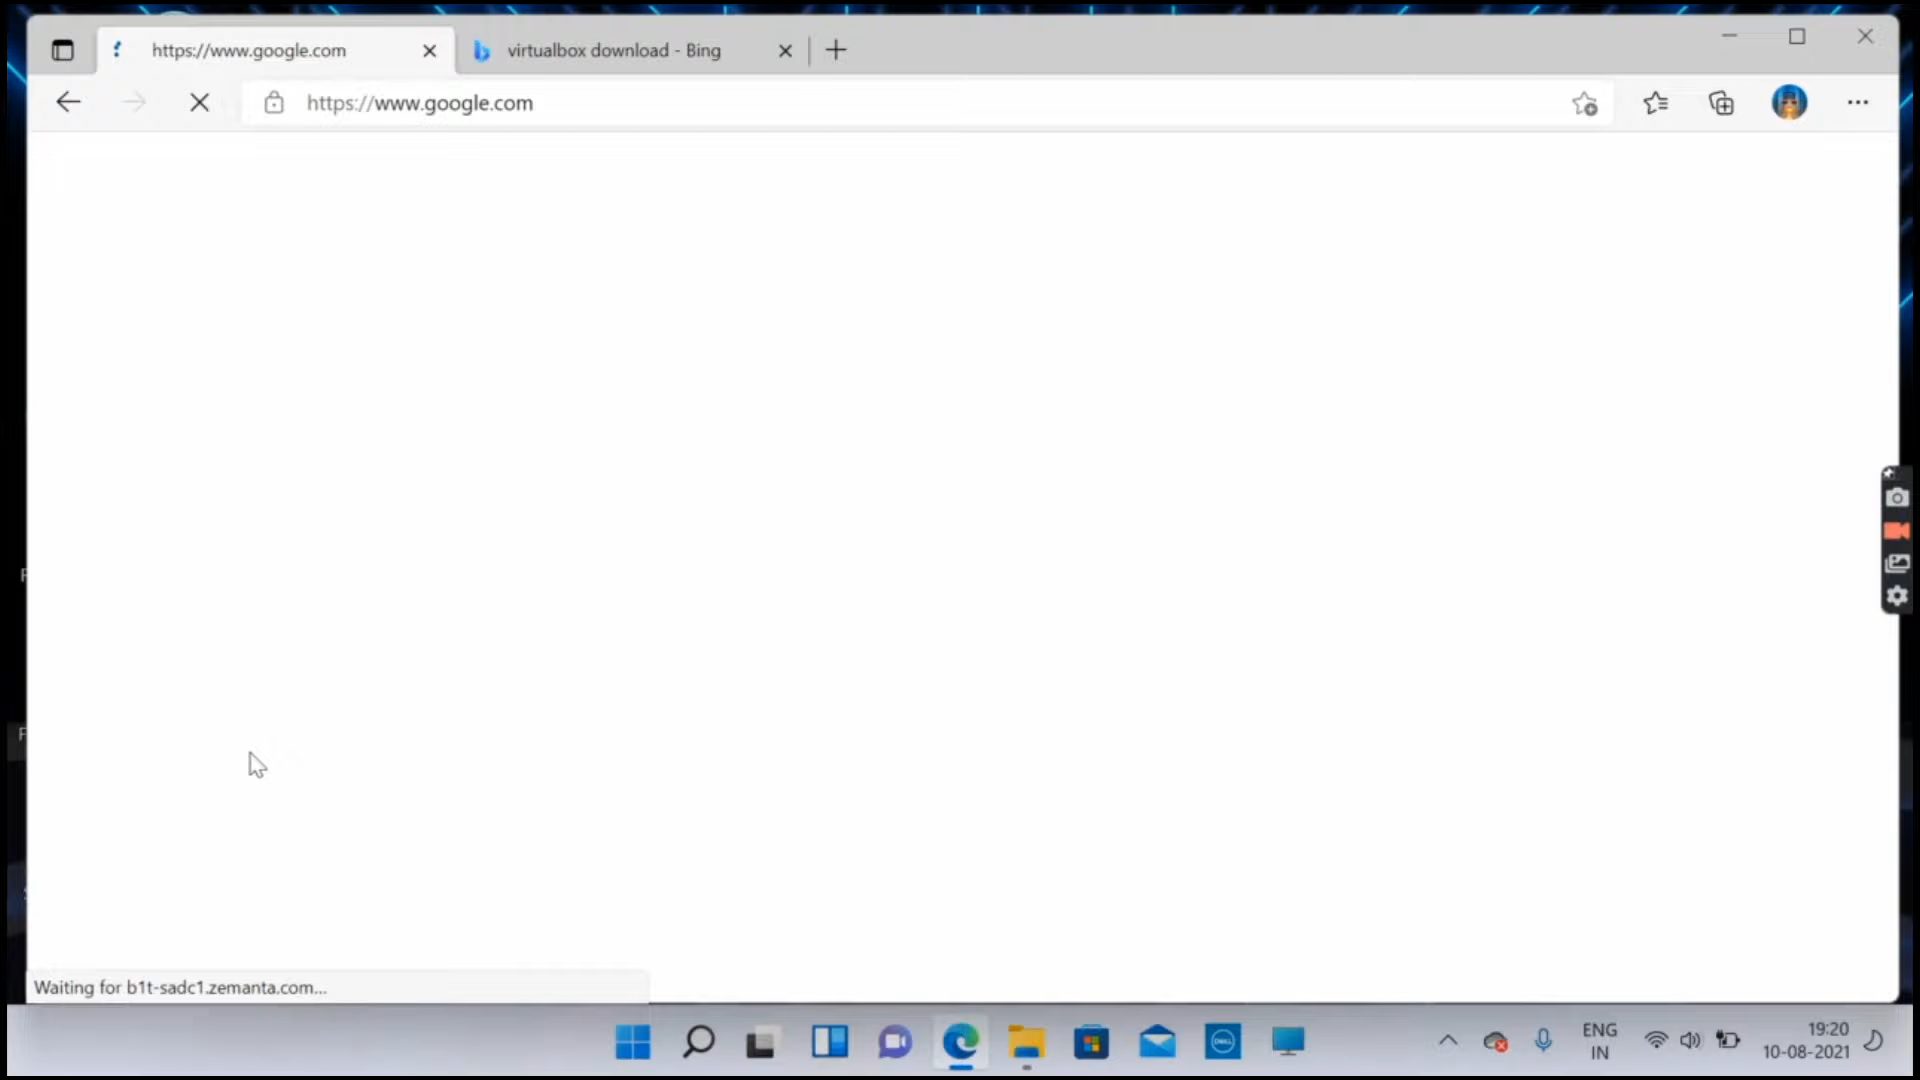 https://www.google.com
virtualbox download - Bing
https://www.google.com
F
F
Waiting for b1t-sadc1.zemanta.com...
DELL
ENG
IN
19:20
10-08-2021